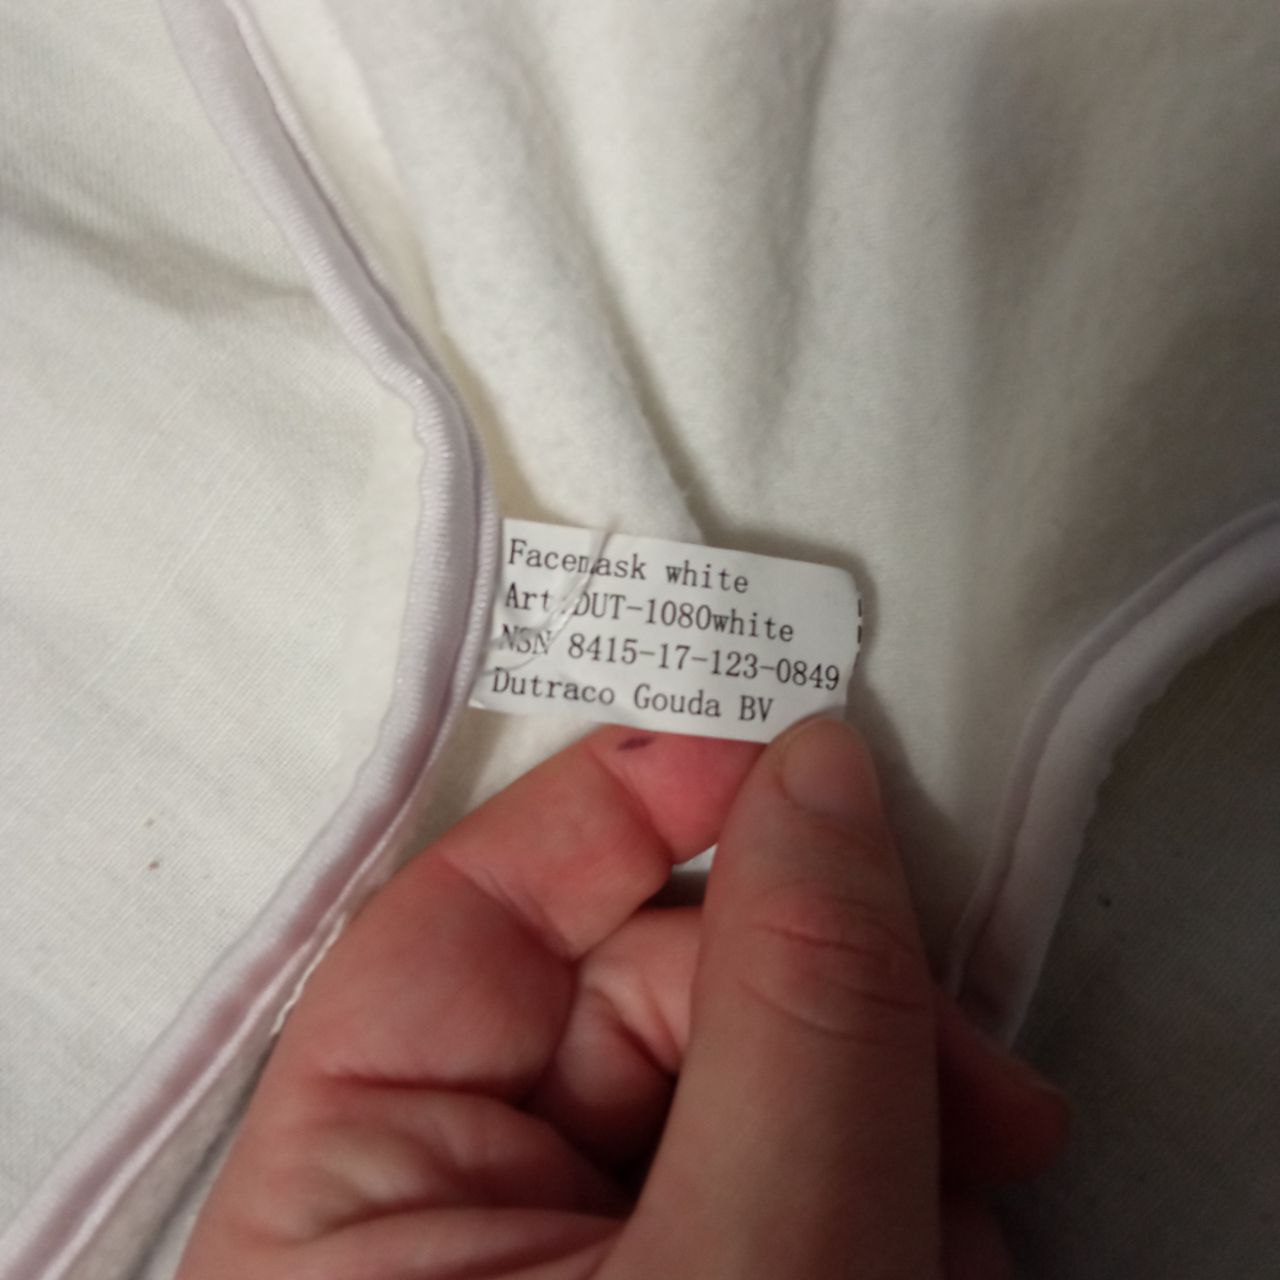 Facemask white
Art:DUT-1080white
NSN 8415-17-123-0849
Dutraco Gouda BV